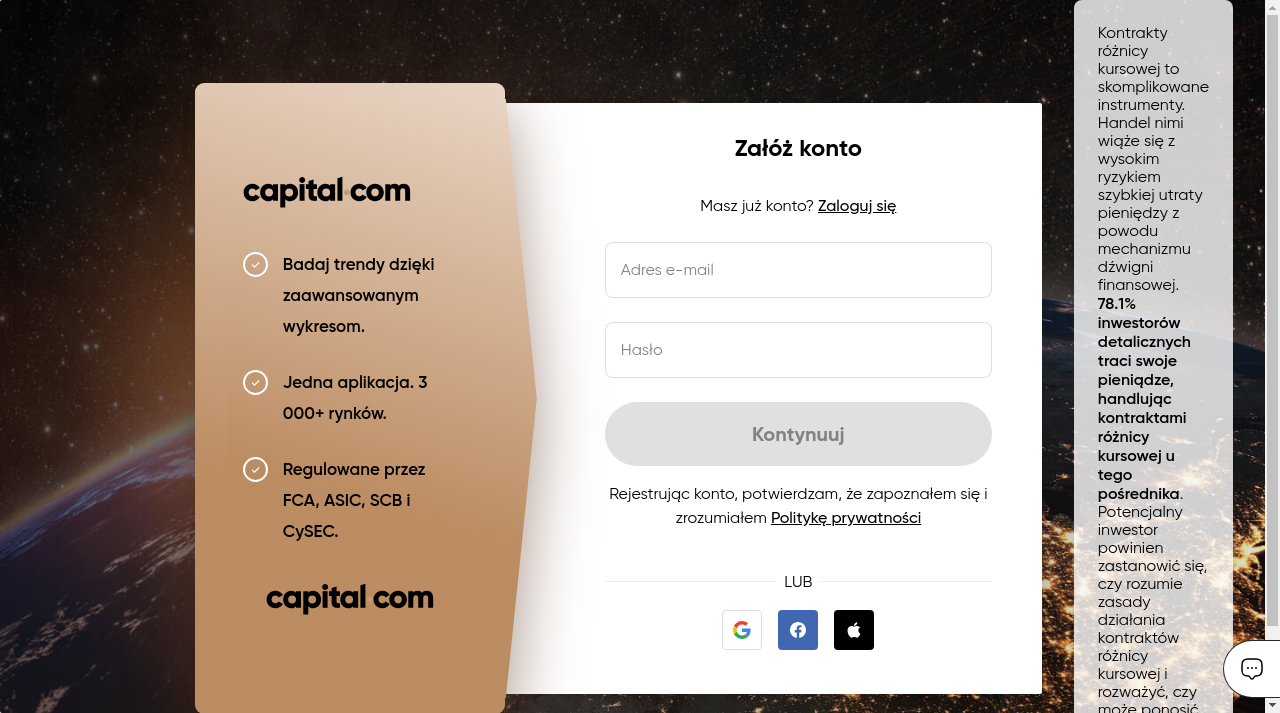 capital.com
Badaj trendy dzięki
zaawansowanym
wykresom.
Jedna aplikacja. 3
000+ rynków.
Regulowane przez
FCA, ASIC, SCB i
CySEC.
capital com
Załóż konto
Masz już konto? Zaloguj się
Adres e-mail
Hasło
Kontynuuj
Rejestrując konto, potwierdzam, że zapoznałem się i
zrozumiałem Politykę prywatności
LUB
Kontrakty
różnicy
kursowej to
skomplikowane
instrumenty.
Handel nimi
wiąże się z
wysokim
ryzykiem
szybkiej utraty
pieniędzy z
powodu
mechanizmu
dźwigni
finansowej.
78.1%
inwestorów
detalicznych
traci swoje
pieniądze,
handlując
kontraktami
różnicy
kursowej u
tego
pośrednika.
Potencjalny
inwestor
powinien
zastanowić się,
czy rozumie
zasady
działania
kontraktów
różnicy
kursowej i
rozważyć, czy
może ponosić